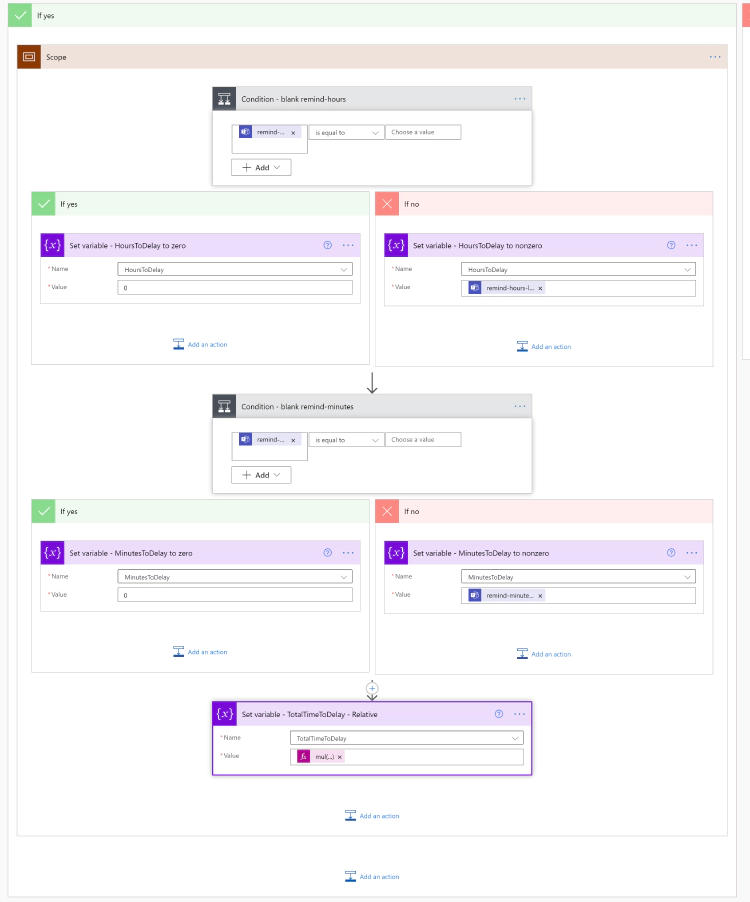 If yes
Scope
Condition - blank remind-hours
remind-... × is equal to Choose a value
Add
If yes
If no
{x} Set variable - HoursToDelay to zero
* Name HoursToDelay
* Value 0
Add an action
{x} Set variable - HoursToDelay to nonzero
* Name HoursToDelay
* Value remind-hours-l... ×
Add an action
Condition - blank remind-minutes
remind-... × is equal to Choose a value
Add
If yes
If no
{x} Set variable - MinutesToDelay to zero
* Name MinutesToDelay
* Value 0
Add an action
{x} Set variable - MinutesToDelay to nonzero
* Name MinutesToDelay
* Value remind-minute... ×
Add an action
{x} Set variable - TotalTimeToDelay - Relative
* Name TotalTimeToDelay
* Value fx mul(...) ×
Add an action
Add an action